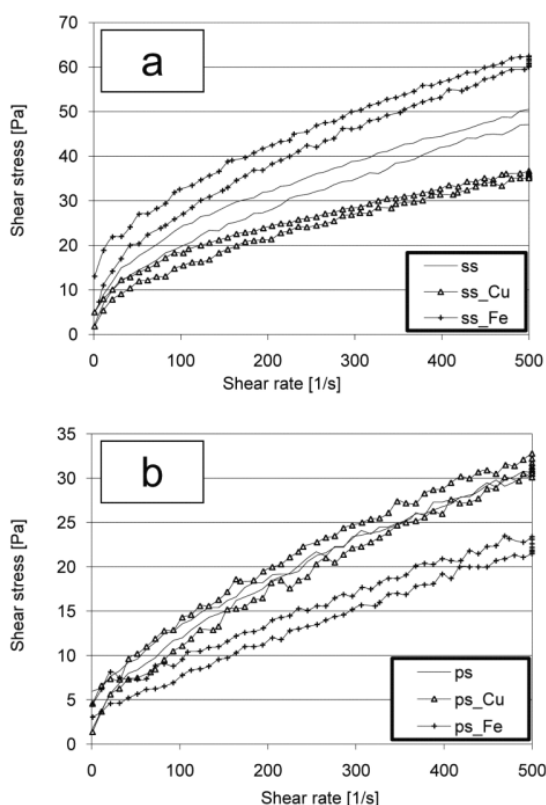 a
Shear stress [Pa]
70
60
50
40
30
20
10
0
0 100 200 300 400 500
Shear rate [1/s]
ss
ss_Cu
ss_Fe
b
Shear stress [Pa]
35
30
25
20
15
10
5
0
0 100 200 300 400 500
Shear rate [1/s]
ps
ps_Cu
ps_Fe